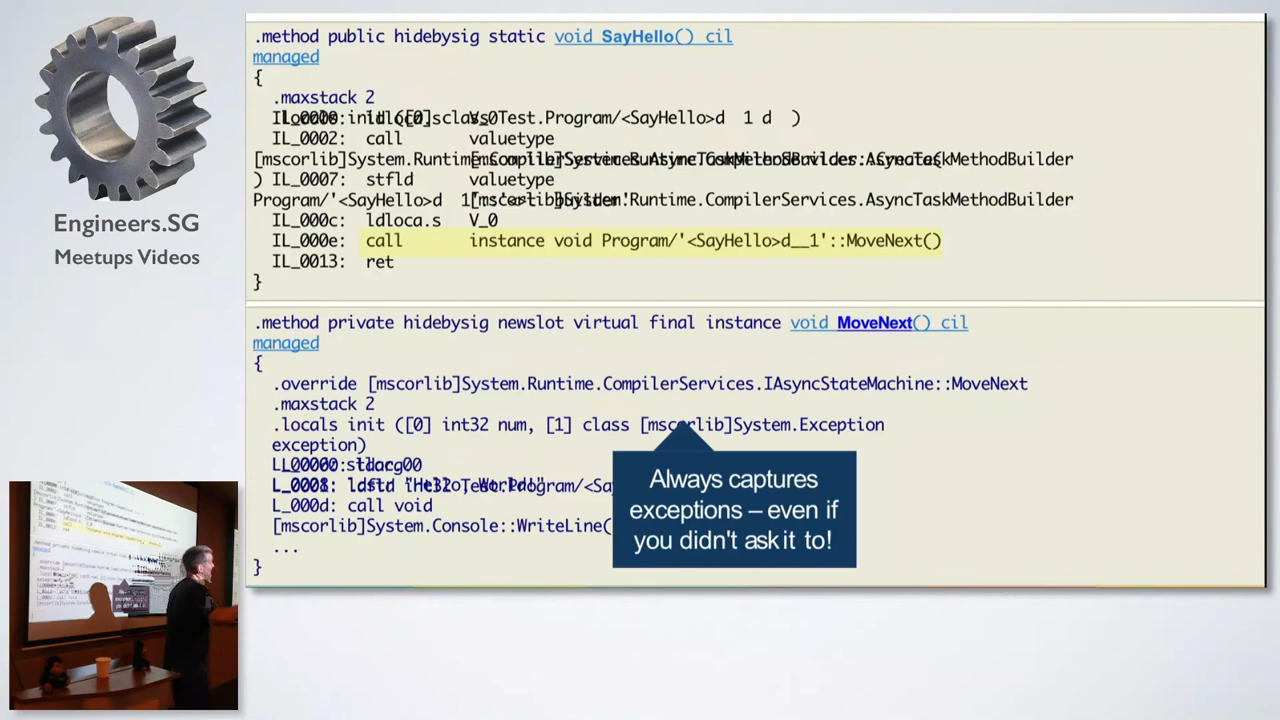 Engineers.SG
Meetups Videos
.method public hidebysig static void SayHello() cil
managed
{
.maxstack 2
V_0Test.Program/<SayHello>d 1 d )
IL_0002: call valuetype
) IL_0007: stfld valuetype
IL_000c: ldloca.s V_0
IL_000e: call instance void Program/'<SayHello>d__1'::MoveNext()
IL_0013: ret
}
.method private hidebysig newslot virtual final instance void MoveNext() cil
managed
{
.override [mscorlib]System.Runtime.CompilerServices.IAsyncStateMachine::MoveNext
.maxstack 2
.locals init ([0] int32 num, [1] class [mscorlib]System.Exception
exception)
L_000d: call void
[mscorlib]System.Console::WriteLine(
...
}
Always captures
exceptions – even if
you didn't ask it to!